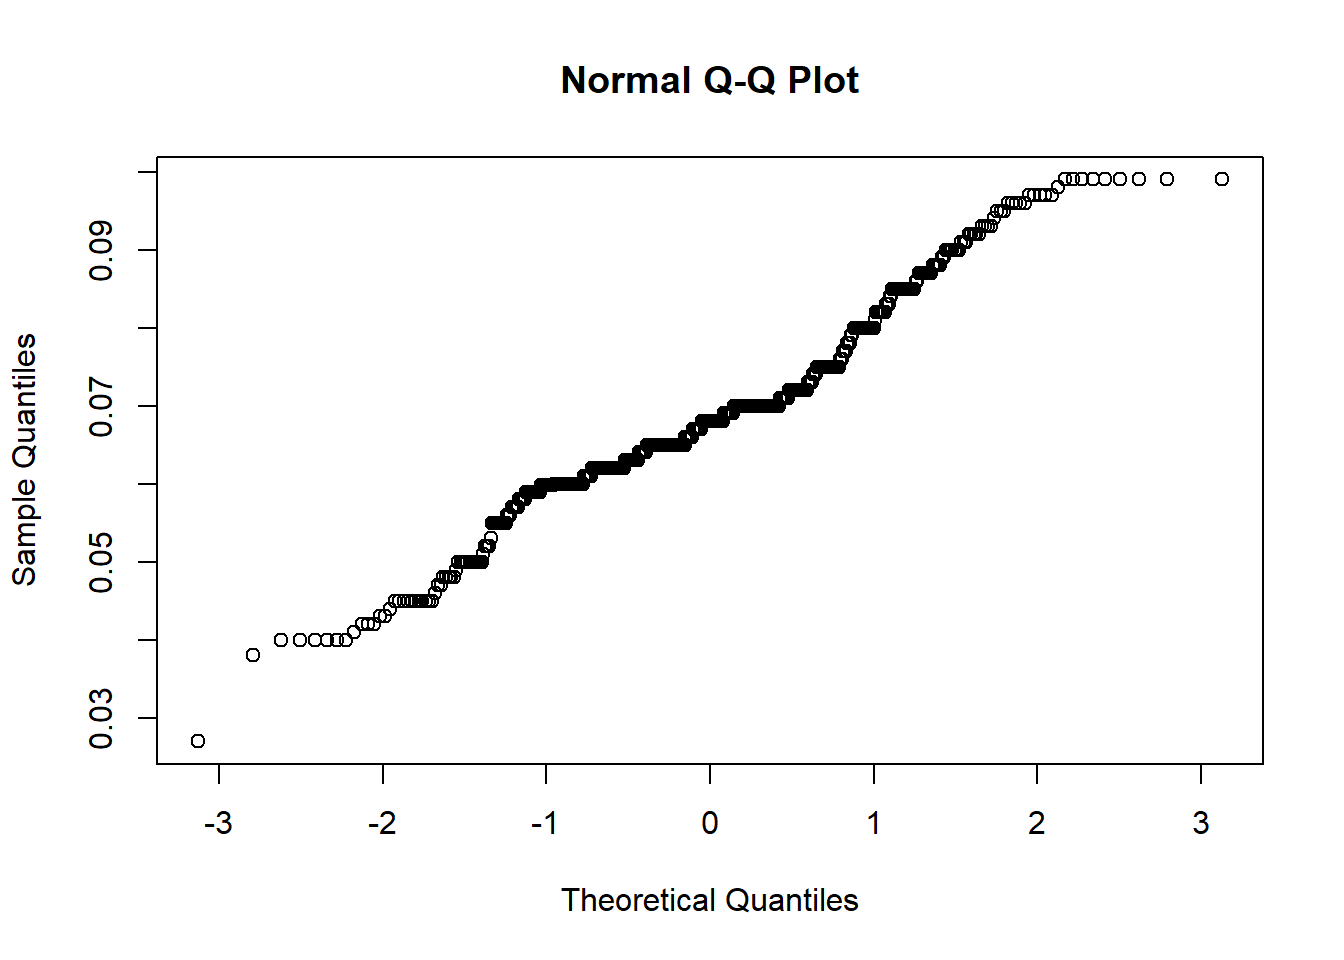 Normal Q-Q Plot
Sample Quantiles
0.09
0.07
0.05
0.03
-3 -2 -1 0 1 2 3
Theoretical Quantiles